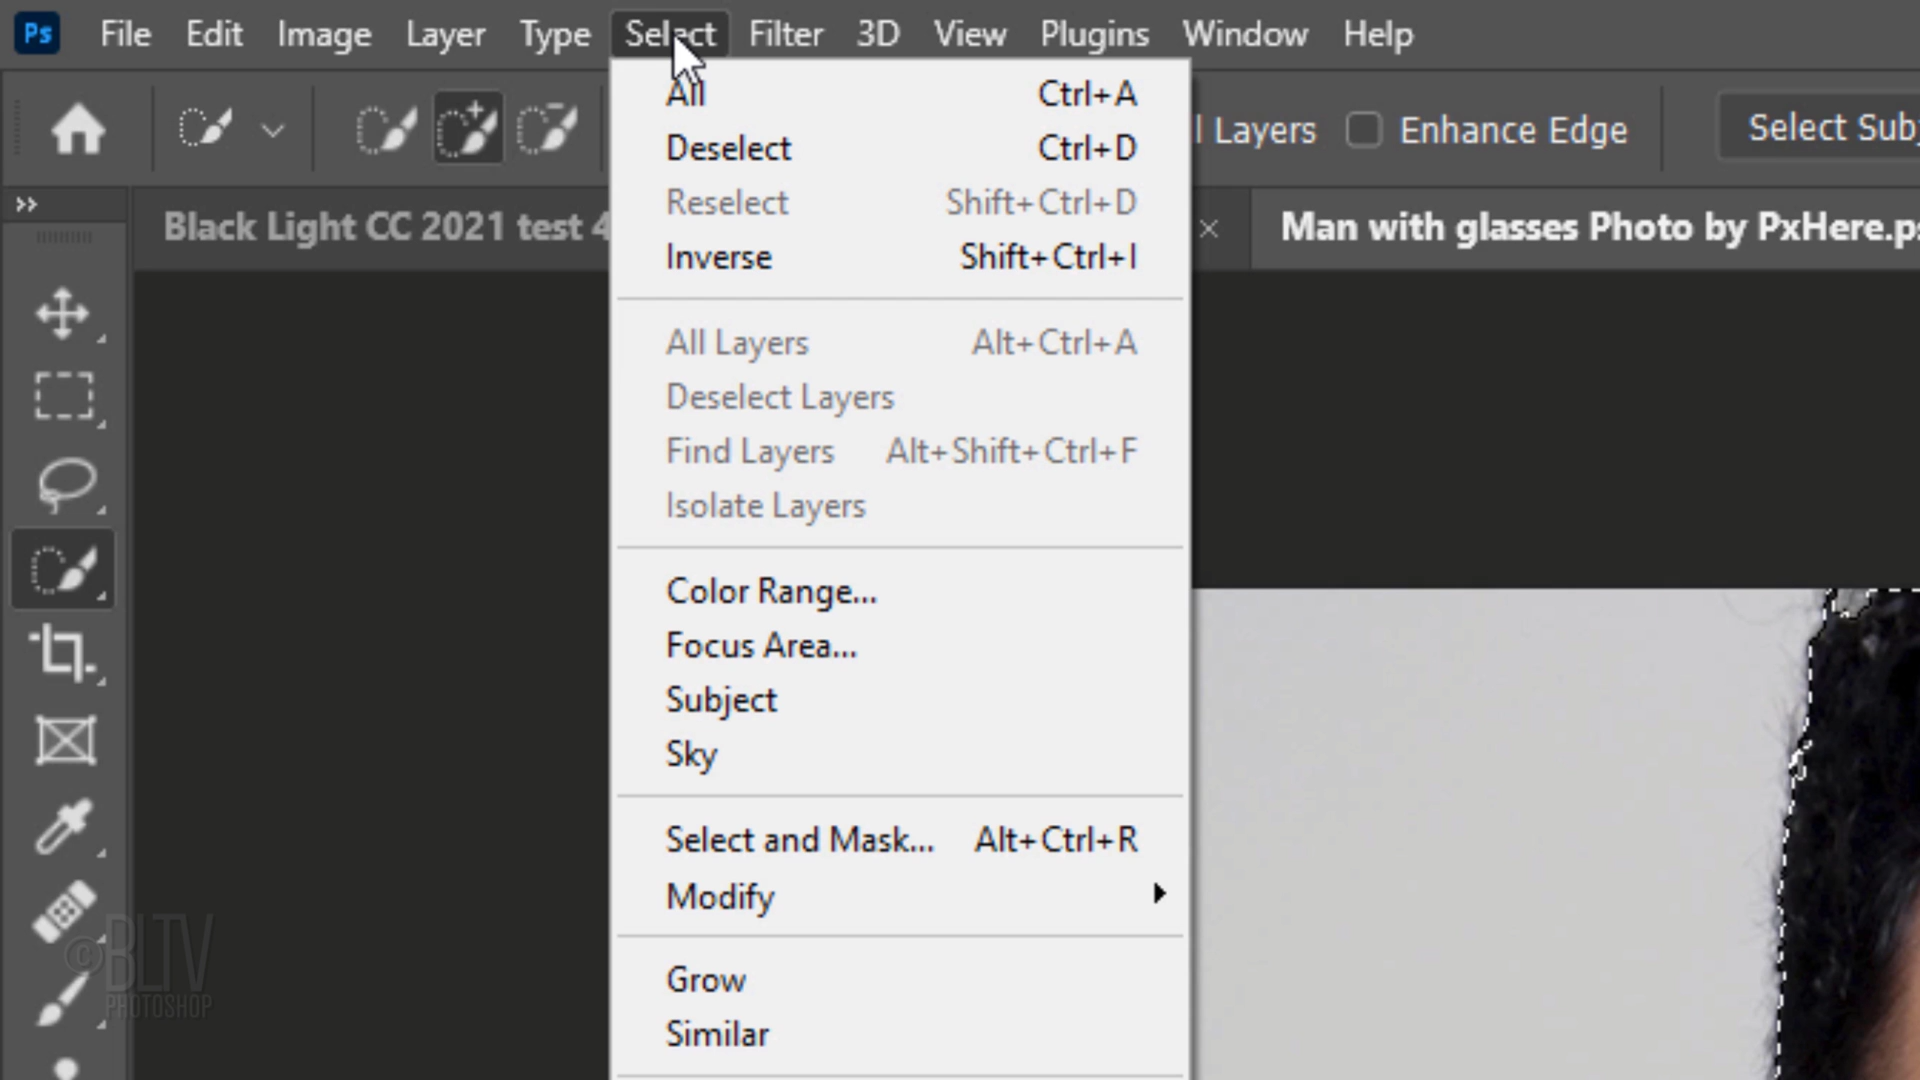 Ps File Edit Image Layer Type Select Filter 3D View Plugins Window Help
l Layers Enhance Edge Select Subj
Black Light CC 2021 test 4 × Man with glasses Photo by PxHere.ps
All Ctrl+A
Deselect Ctrl+D
Reselect Shift+Ctrl+D
Inverse Shift+Ctrl+I
All Layers Alt+Ctrl+A
Deselect Layers
Find Layers Alt+Shift+Ctrl+F
Isolate Layers
Color Range...
Focus Area...
Subject
Sky
Select and Mask... Alt+Ctrl+R
Modify
Grow
Similar
©BLTV
PHOTOSHOP